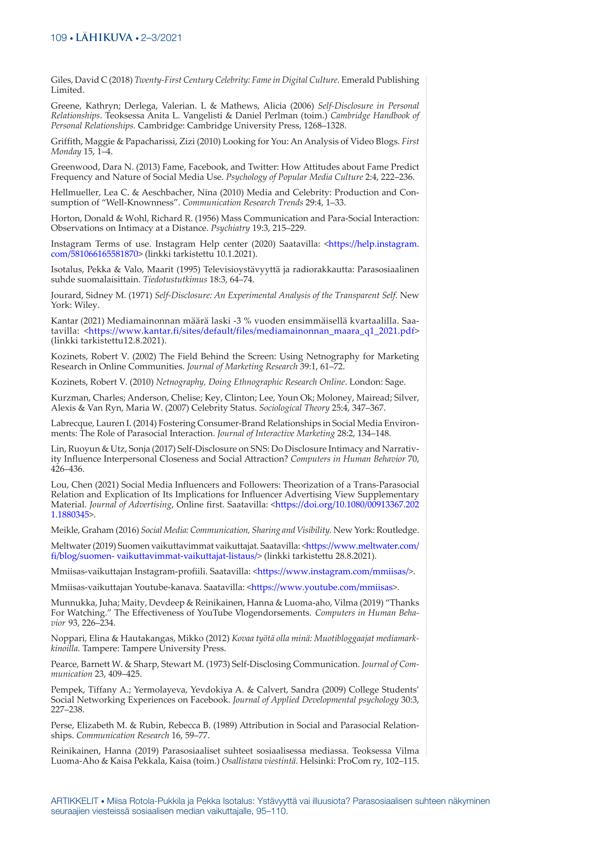 109 • LÄHIKUVA • 2–3/2021
Giles, David C (2018) Twenty-First Century Celebrity: Fame in Digital Culture. Emerald Publishing
Limited.
Greene, Kathryn; Derlega, Valerian. L & Mathews, Alicia (2006) Self-Disclosure in Personal
Relationships. Teoksessa Anita L. Vangelisti & Daniel Perlman (toim.) Cambridge Handbook of
Personal Relationships. Cambridge: Cambridge University Press, 1268–1328.
Griffith, Maggie & Papacharissi, Zizi (2010) Looking for You: An Analysis of Video Blogs. First
Monday 15, 1–4.
Greenwood, Dara N. (2013) Fame, Facebook, and Twitter: How Attitudes about Fame Predict
Frequency and Nature of Social Media Use. Psychology of Popular Media Culture 2:4, 222–236.
Hellmueller, Lea C. & Aeschbacher, Nina (2010) Media and Celebrity: Production and Con-
sumption of “Well-Knownness”. Communication Research Trends 29:4, 1–33.
Horton, Donald & Wohl, Richard R. (1956) Mass Communication and Para-Social Interaction:
Observations on Intimacy at a Distance. Psychiatry 19:3, 215–229.
Instagram Terms of use. Instagram Help center (2020) Saatavilla: <https://help.instagram.
com/581066165581870> (linkki tarkistettu 10.1.2021).
Isotalus, Pekka & Valo, Maarit (1995) Televisioystävyyttä ja radiorakkautta: Parasosiaalinen
suhde suomalaisittain. Tiedotustutkimus 18:3, 64–74.
Jourard, Sidney M. (1971) Self-Disclosure: An Experimental Analysis of the Transparent Self. New
York: Wiley.
Kantar (2021) Mediamainonnan määrä laski -3 % vuoden ensimmäisellä kvartaalilla. Saa-
tavilla: <https://www.kantar.fi/sites/default/files/mediamainonnan_maara_q1_2021.pdf>
(linkki tarkistettu12.8.2021).
Kozinets, Robert V. (2002) The Field Behind the Screen: Using Netnography for Marketing
Research in Online Communities. Journal of Marketing Research 39:1, 61–72.
Kozinets, Robert V. (2010) Netnography, Doing Ethnographic Research Online. London: Sage.
Kurzman, Charles; Anderson, Chelise; Key, Clinton; Lee, Youn Ok; Moloney, Mairead; Silver,
Alexis & Van Ryn, Maria W. (2007) Celebrity Status. Sociological Theory 25:4, 347–367.
Labrecque, Lauren I. (2014) Fostering Consumer-Brand Relationships in Social Media Environ-
ments: The Role of Parasocial Interaction. Journal of Interactive Marketing 28:2, 134–148.
Lin, Ruoyun & Utz, Sonja (2017) Self-Disclosure on SNS: Do Disclosure Intimacy and Narrativ-
ity Influence Interpersonal Closeness and Social Attraction? Computers in Human Behavior 70,
426–436.
Lou, Chen (2021) Social Media Influencers and Followers: Theorization of a Trans-Parasocial
Relation and Explication of Its Implications for Influencer Advertising View Supplementary
Material. Journal of Advertising, Online first. Saatavilla: <https://doi.org/10.1080/00913367.202
1.1880345>.
Meikle, Graham (2016) Social Media: Communication, Sharing and Visibility. New York: Routledge.
Meltwater (2019) Suomen vaikuttavimmat vaikuttajat. Saatavilla: <https://www.meltwater.com/
fi/blog/suomen- vaikuttavimmat-vaikuttajat-listaus/> (linkki tarkistettu 28.8.2021).
Mmiisas-vaikuttajan Instagram-profiili. Saatavilla: <https://www.instagram.com/mmiisas/>.
Mmiisas-vaikuttajan Youtube-kanava. Saatavilla: <https://www.youtube.com/mmiisas>.
Munnukka, Juha; Maity, Devdeep & Reinikainen, Hanna & Luoma-aho, Vilma (2019) “Thanks
For Watching.” The Effectiveness of YouTube Vlogendorsements. Computers in Human Beha-
vior 93, 226–234.
Noppari, Elina & Hautakangas, Mikko (2012) Kovaa työtä olla minä: Muotibloggaajat mediamark-
kinoilla. Tampere: Tampere University Press.
Pearce, Barnett W. & Sharp, Stewart M. (1973) Self-Disclosing Communication. Journal of Com-
munication 23, 409–425.
Pempek, Tiffany A.; Yermolayeva, Yevdokiya A. & Calvert, Sandra (2009) College Students’
Social Networking Experiences on Facebook. Journal of Applied Developmental psychology 30:3,
227–238.
Perse, Elizabeth M. & Rubin, Rebecca B. (1989) Attribution in Social and Parasocial Relation-
ships. Communication Research 16, 59–77.
Reinikainen, Hanna (2019) Parasosiaaliset suhteet sosiaalisessa mediassa. Teoksessa Vilma
Luoma-Aho & Kaisa Pekkala, Kaisa (toim.) Osallistava viestintä. Helsinki: ProCom ry, 102–115.
ARTIKKELIT • Miisa Rotola-Pukkila ja Pekka Isotalus: Ystävyyttä vai illuusiota? Parasosiaalisen suhteen näkyminen
seuraajien viesteissä sosiaalisen median vaikuttajalle, 95–110.